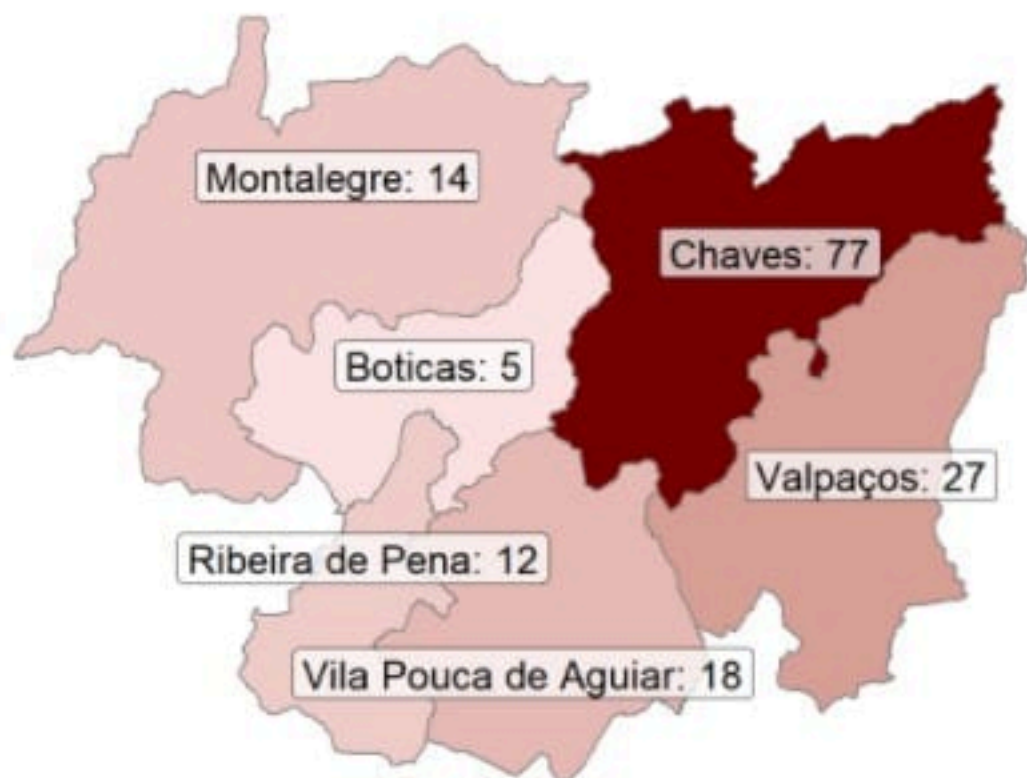 Montalegre: 14
Chaves: 77
Boticas: 5
Valpaços: 27
Ribeira de Pena: 12
Vila Pouca de Aguiar: 18